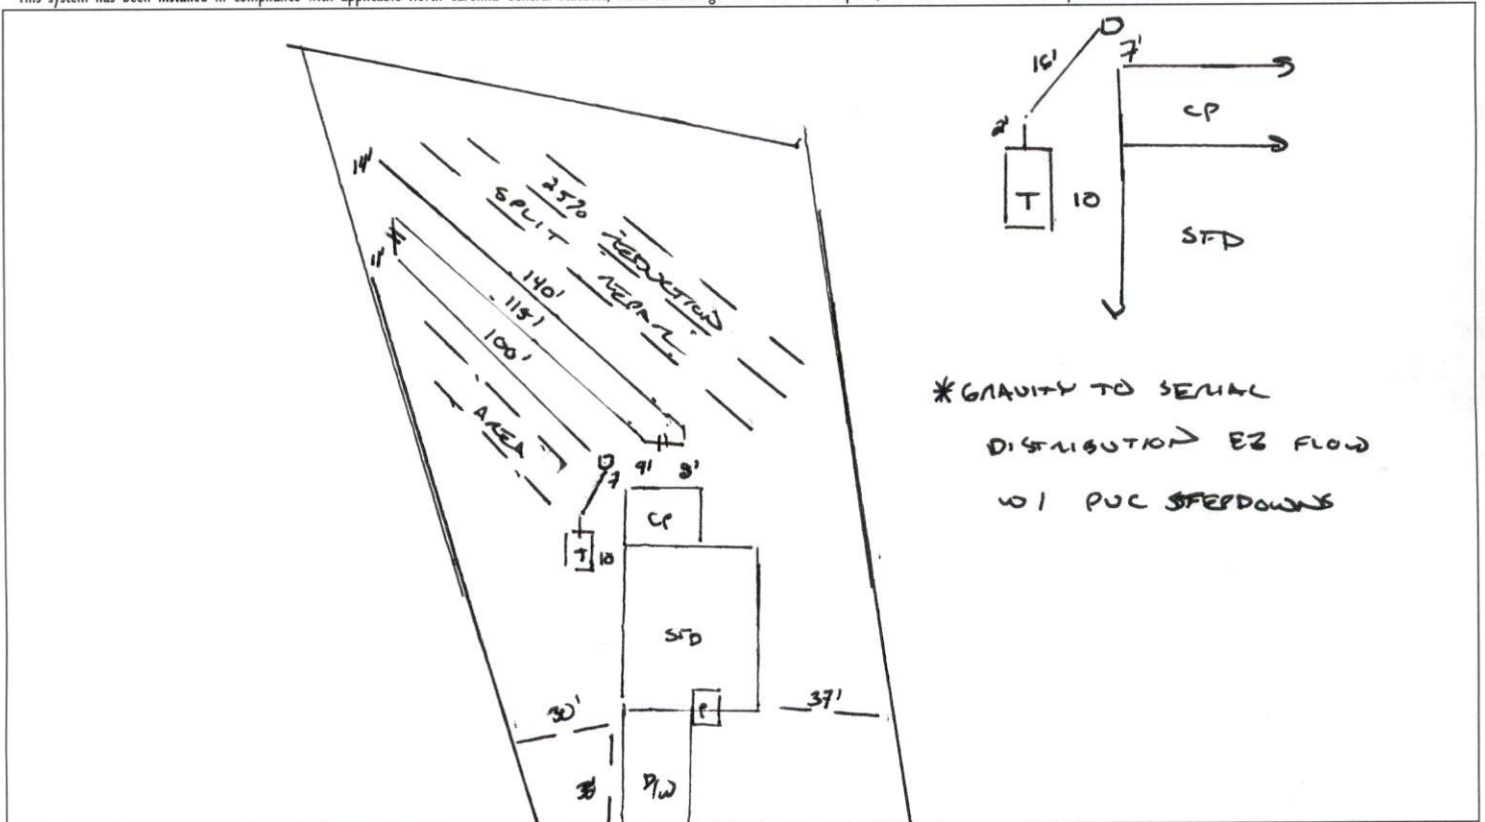 14'
11'
25%
SPLIT
REDUCTION
REPAIR
140'
115'
100'
AREA
7
9'
8'
CP
T
10
SFD
P
30'
37'
D/W
16'
7'
2'
CP
T
10
SFD
*GRAVITY TO SERIAL
DISTRIBUTION EZ FLOW
W/ PVC STEPDOWNS